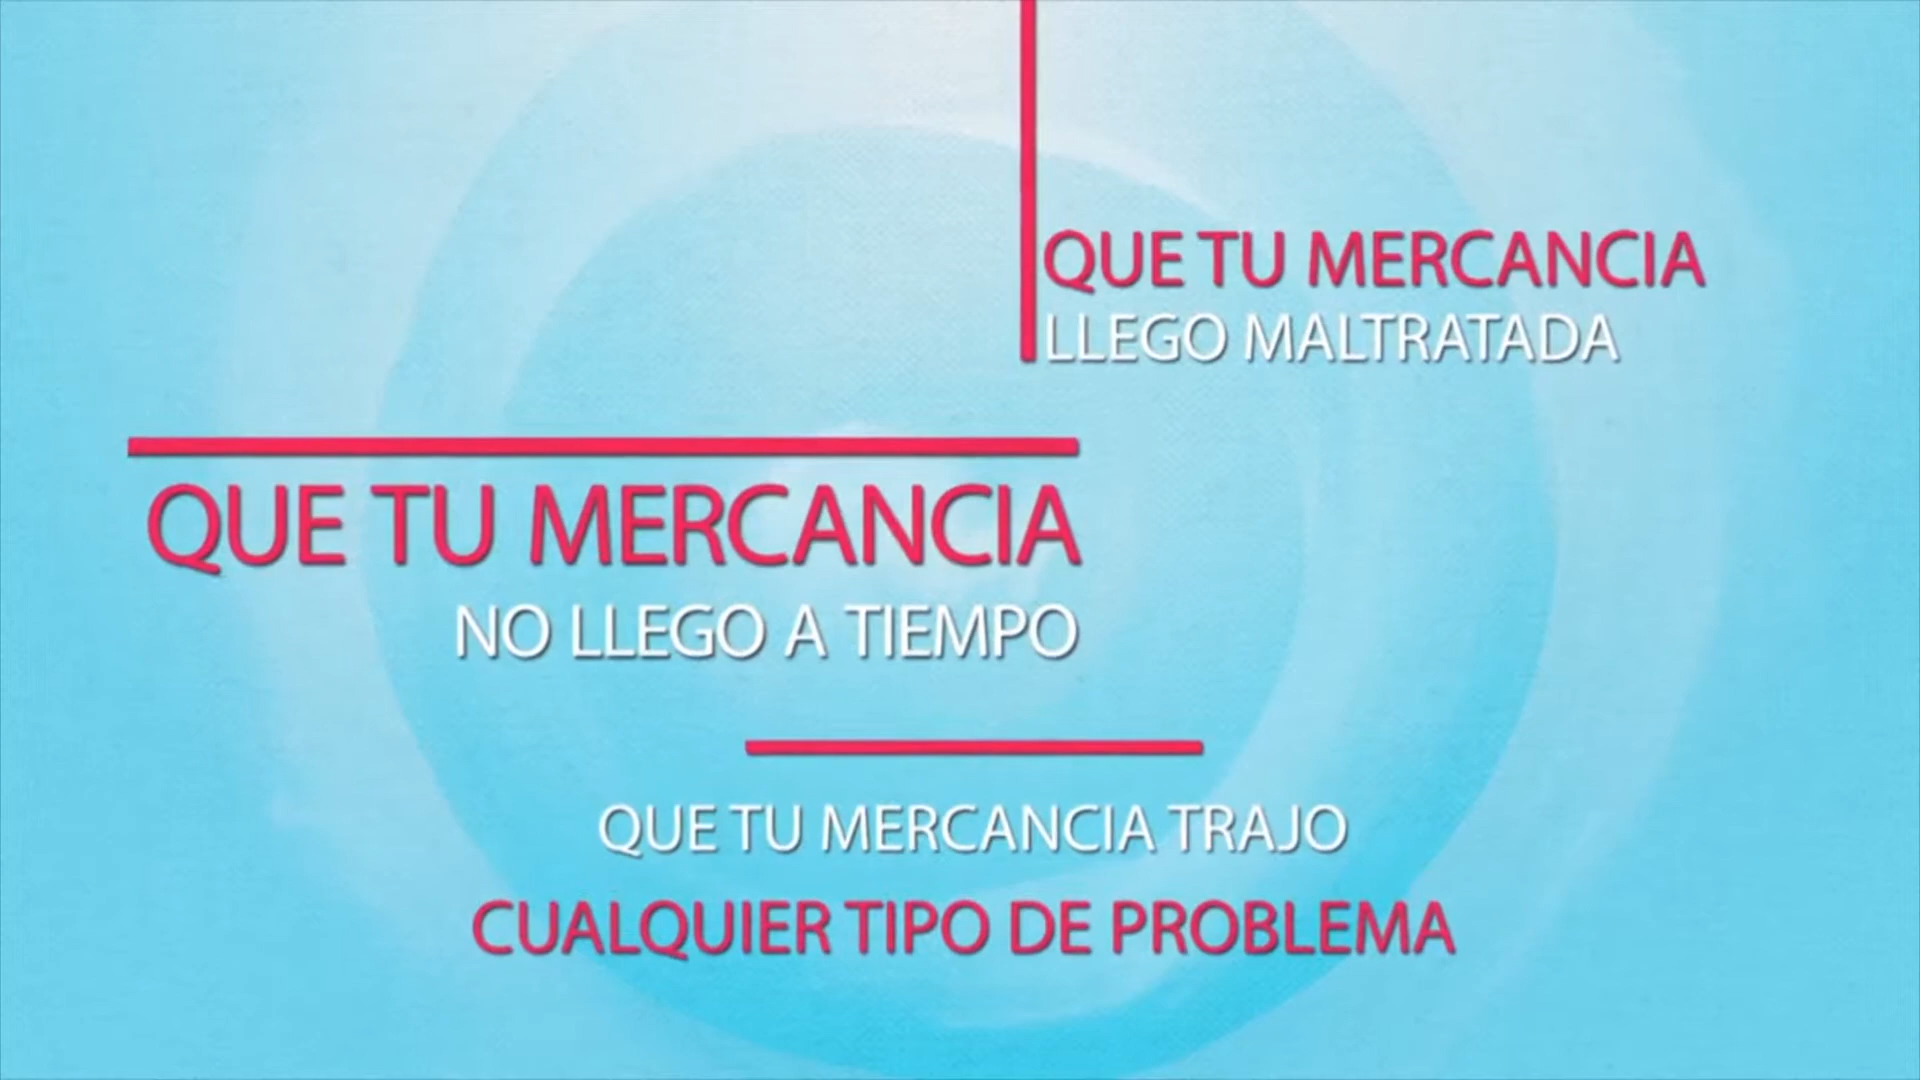 QUE TU MERCANCIA
LLEGO MALTRATADA
QUE TU MERCANCIA
NO LLEGO A TIEMPO
QUE TU MERCANCIA TRAJO
CUALQUIER TIPO DE PROBLEMA